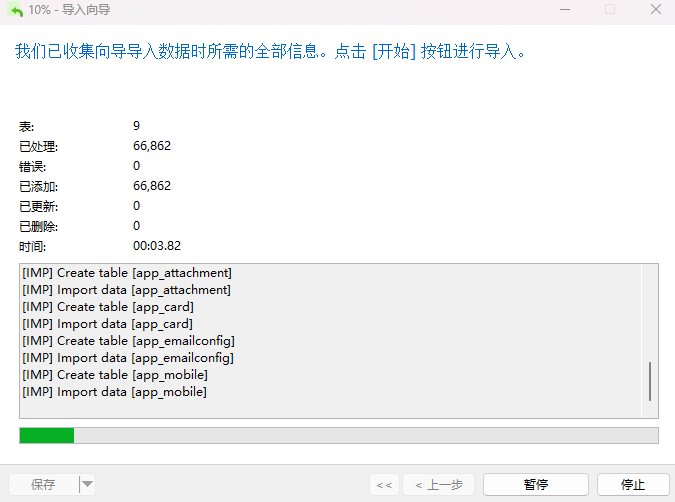 10% - 导入向导
我们已收集向导导入数据时所需的全部信息。点击 [开始] 按钮进行导入。
表: 9
已处理: 66,862
错误: 0
已添加: 66,862
已更新: 0
已删除: 0
时间: 00:03.82
[IMP] Create table [app_attachment]
[IMP] Import data [app_attachment]
[IMP] Create table [app_card]
[IMP] Import data [app_card]
[IMP] Create table [app_emailconfig]
[IMP] Import data [app_emailconfig]
[IMP] Create table [app_mobile]
[IMP] Import data [app_mobile]
保存 << < 上一步 暂停 停止